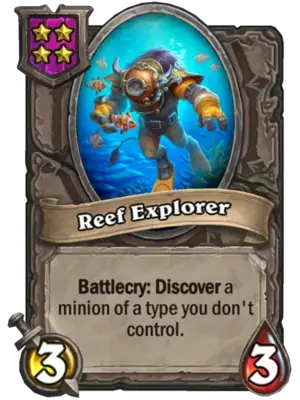 Reef Explorer
Battlecry: Discover a
minion of a type you don't
control.
3
3